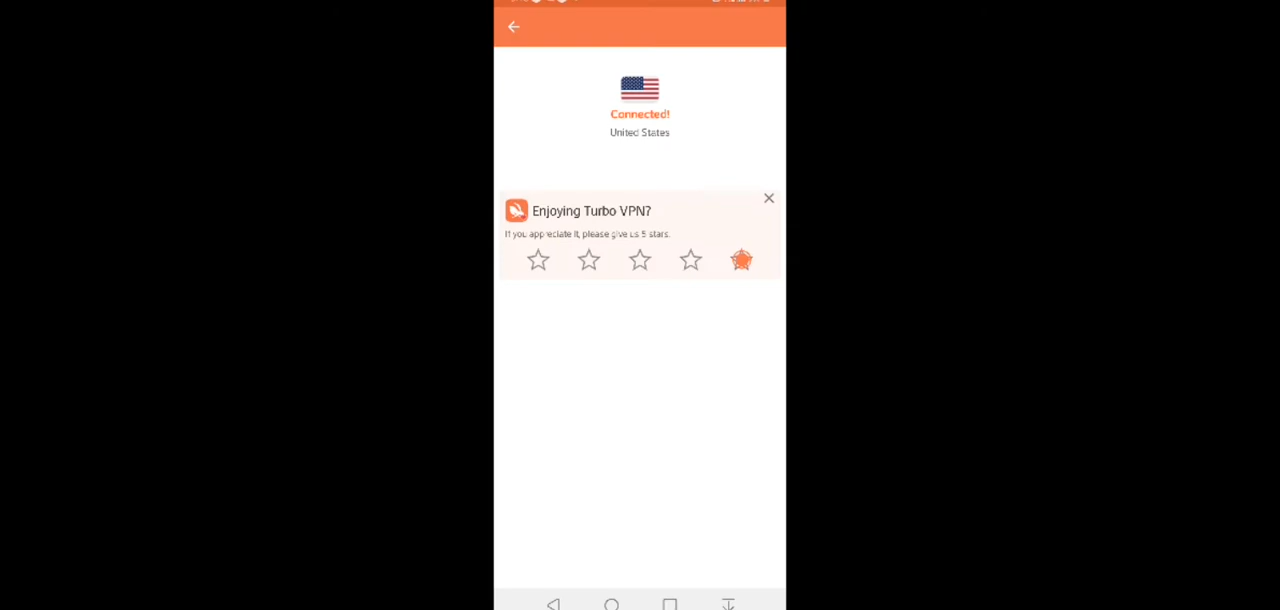 Connected!
United States
Enjoying Turbo VPN?
If you appreciate it, please give us 5 stars.